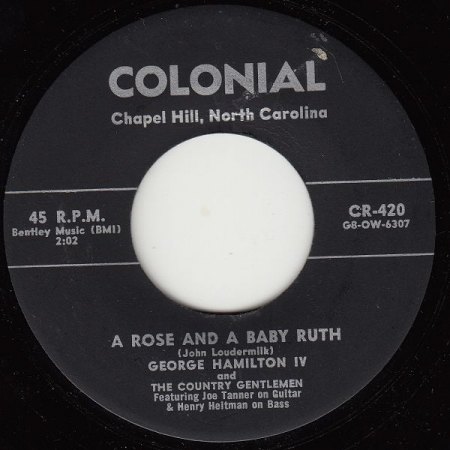 COLONIAL
Chapel Hill, North Carolina
45 R.P.M.
Bentley Music (BMI)
2:02
CR-420
G8-OW-6307
A ROSE AND A BABY RUTH
(John Loudermilk)
GEORGE HAMILTON IV
and
THE COUNTRY GENTLEMEN
Featuring Joe Tanner on Guitar
& Henry Heitman on Bass